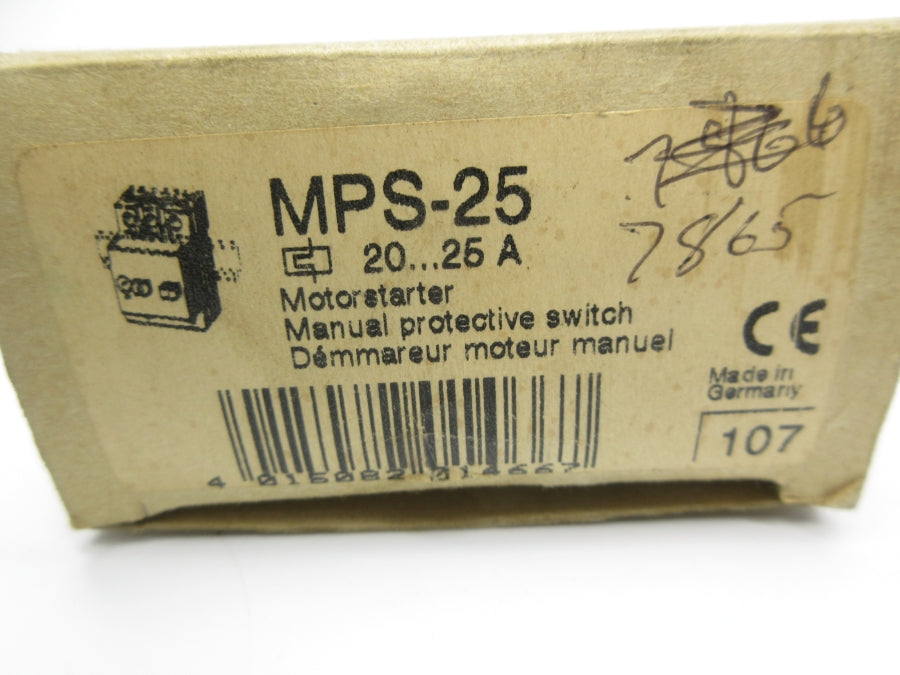 MPS-25
20...25 A
Motorstarter
Manual protective switch
Démmareur moteur manuel
7865
CE
Made in
Germany
107
4 015082 014667